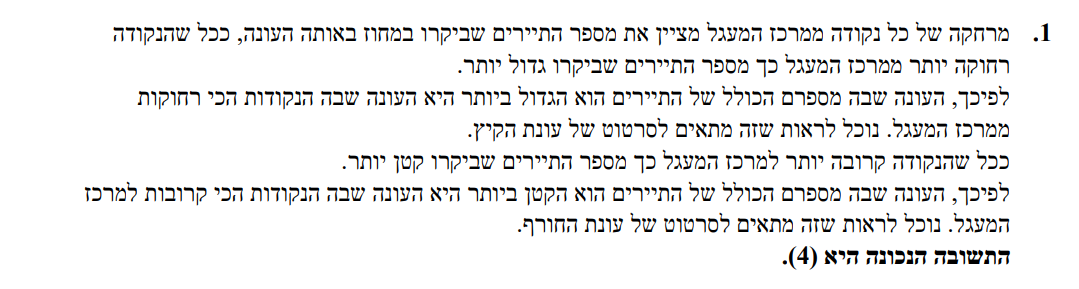 1. מרחקה של כל נקודה ממרכז המעגל מציין את מספר התיירים שביקרו במחוז באותה העונה, ככל שהנקודה
רחוקה יותר ממרכז המעגל כך מספר התיירים שביקרו גדול יותר.
לפיכך, העונה שבה מספרם הכולל של התיירים הוא הגדול ביותר היא העונה שבה הנקודות הכי רחוקות
ממרכז המעגל. נוכל לראות שזה מתאים לסרטוט של עונת הקיץ.
ככל שהנקודה קרובה יותר למרכז המעגל כך מספר התיירים שביקרו קטן יותר.
לפיכך, העונה שבה מספרם הכולל של התיירים הוא הקטן ביותר היא העונה שבה הנקודות הכי קרובות למרכז
המעגל. נוכל לראות שזה מתאים לסרטוט של עונת החורף.
התשובה הנכונה היא (4).